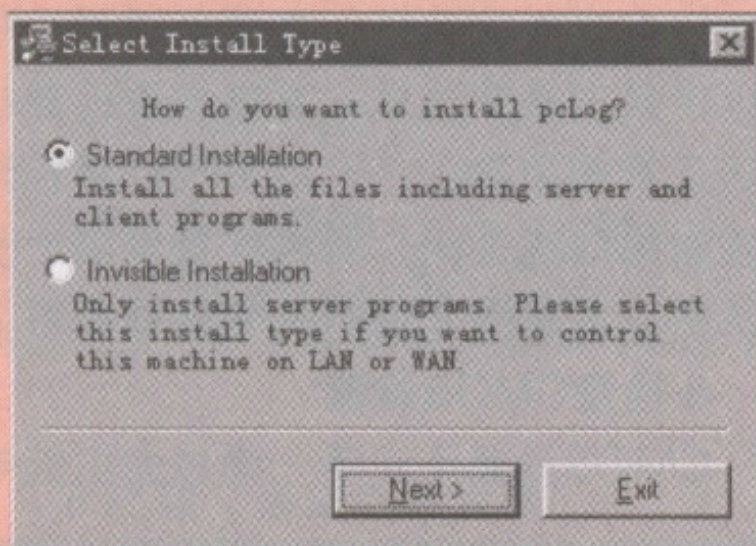 Select Install Type
How do you want to install pcLog?
Standard Installation
Install all the files including server and
client programs.
Invisible Installation
Only install server programs. Please select
this install type if you want to control
this machine on LAN or WAN.
Next >
Exit